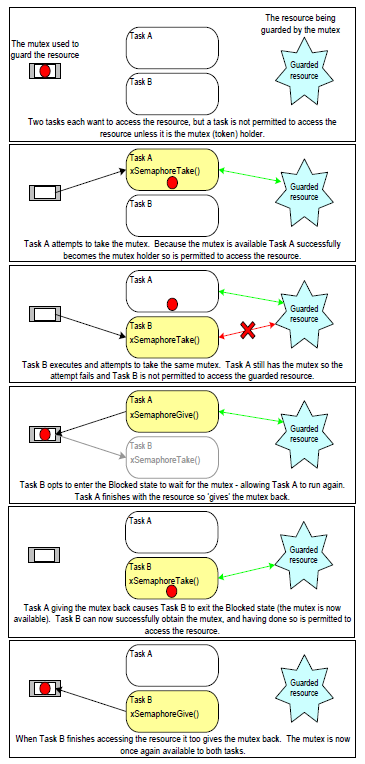 The resource being
guarded by the mutex
The mutex used to
guard the resource
Task A
Guarded
resource
Task B
Two tasks each want to access the resource, but a task is not permitted to access the
resource unless it is the mutex (token) holder.
Task A
xSemaphoreTake()
Guarded
resource
Task B
Task A attempts to take the mutex. Because the mutex is available Task A successfully
becomes the mutex holder so is permitted to access the resource.
Task A
Guarded
resource
Task B
xSemaphoreTake()
Task B executes and attempts to take the same mutex. Task A still has the mutex so the
attempt fails and Task B is not permitted to access the guarded resource.
Task A
xSemaphoreGive()
Guarded
resource
Task B
xSemaphoreTake()
Task B opts to enter the Blocked state to wait for the mutex - allowing Task A to run again.
Task A finishes with the resource so 'gives' the mutex back.
Task A
Guarded
resource
Task B
xSemaphoreTake()
Task A giving the mutex back causes Task B to exit the Blocked state (the mutex is now
available). Task B can now successfully obtain the mutex, and having done so is permitted to
access the resource.
Task A
Guarded
resource
Task B
xSemaphoreGive()
When Task B finishes accessing the resource it too gives the mutex back. The mutex is now
once again available to both tasks.